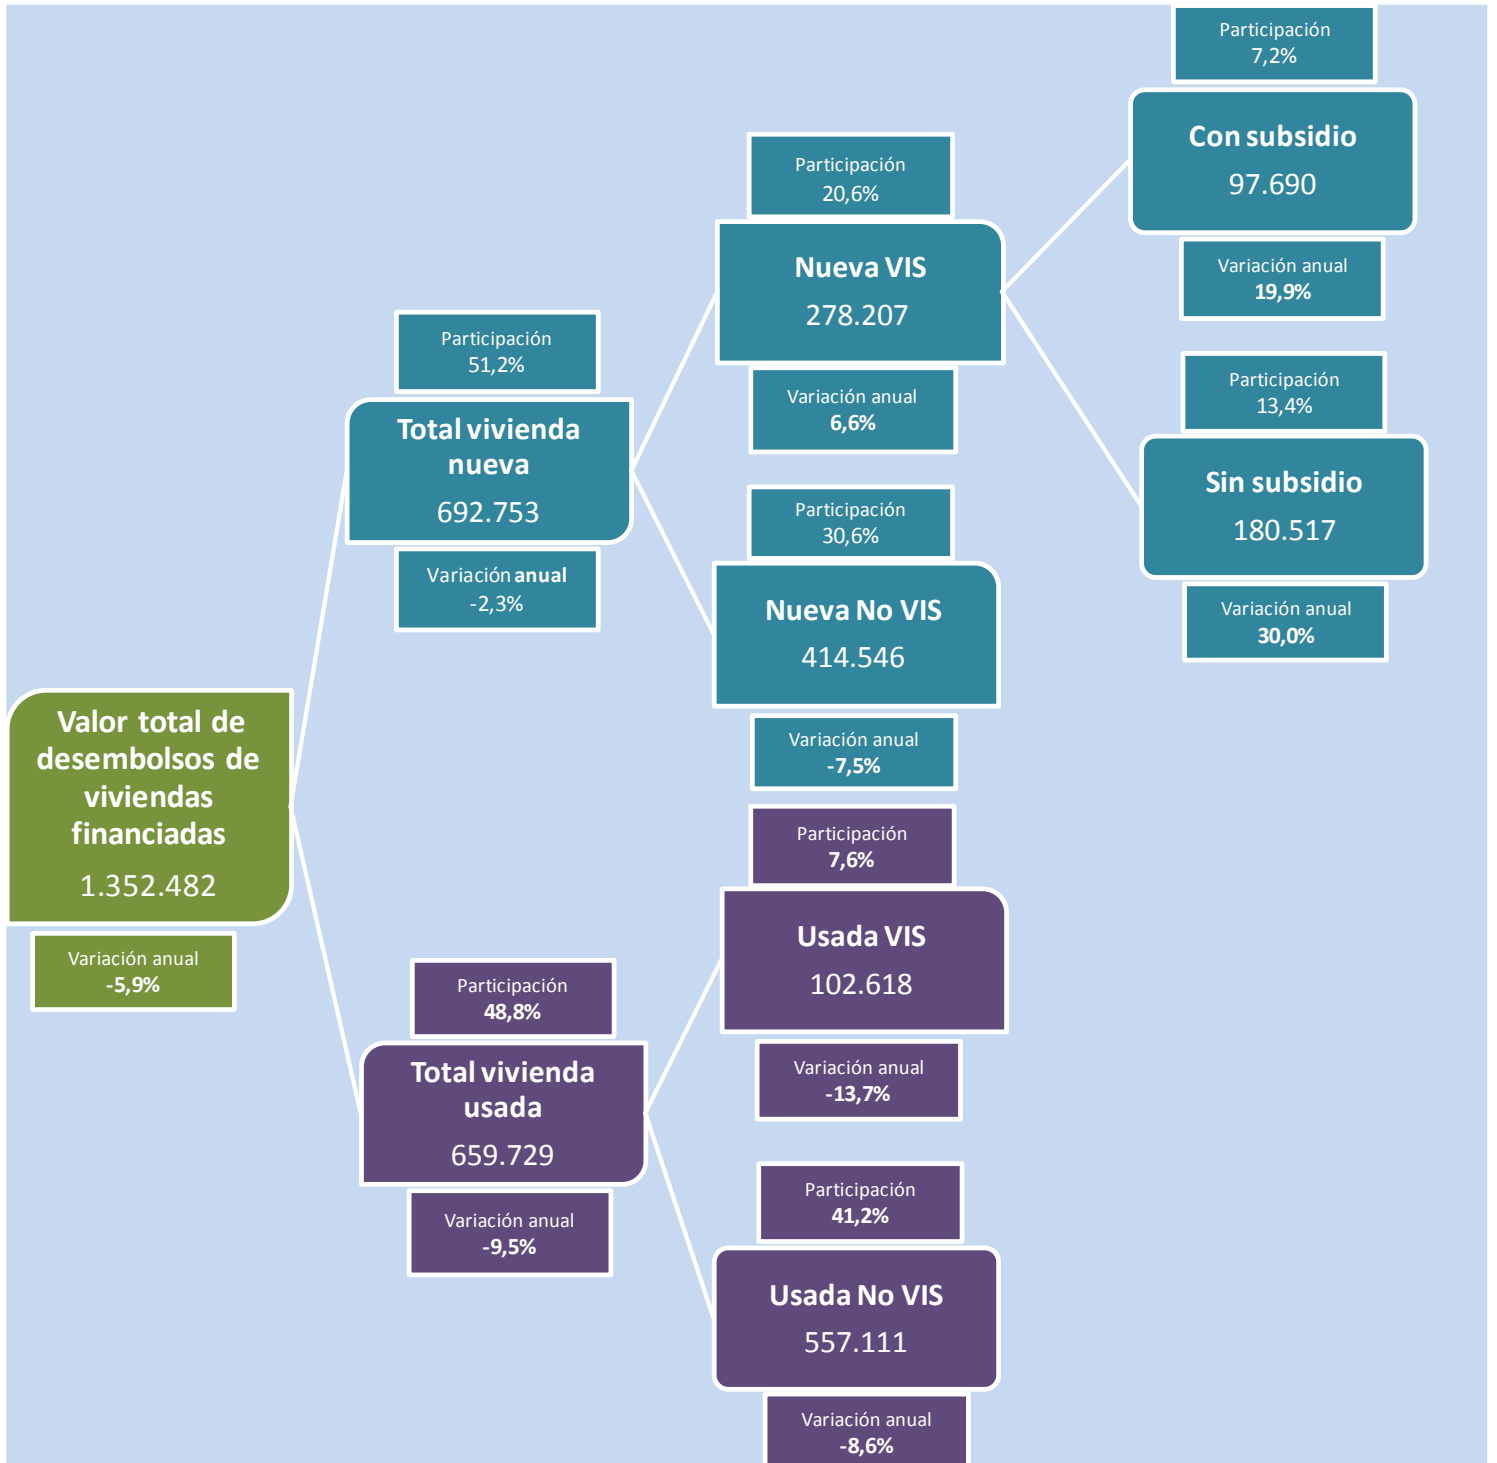 Valor total de
desembolsos de
viviendas
financiadas
1.352.482
Variación anual
-5,9%
Participación
51,2%
Total vivienda
nueva
692.753
Variación anual
-2,3%
Participación
20,6%
Nueva VIS
278.207
Variación anual
6,6%
Participación
7,2%
Con subsidio
97.690
Variación anual
19,9%
Participación
13,4%
Sin subsidio
180.517
Variación anual
30,0%
Participación
30,6%
Nueva No VIS
414.546
Variación anual
-7,5%
Participación
48,8%
Total vivienda
usada
659.729
Variación anual
-9,5%
Participación
7,6%
Usada VIS
102.618
Variación anual
-13,7%
Participación
41,2%
Usada No VIS
557.111
Variación anual
-8,6%